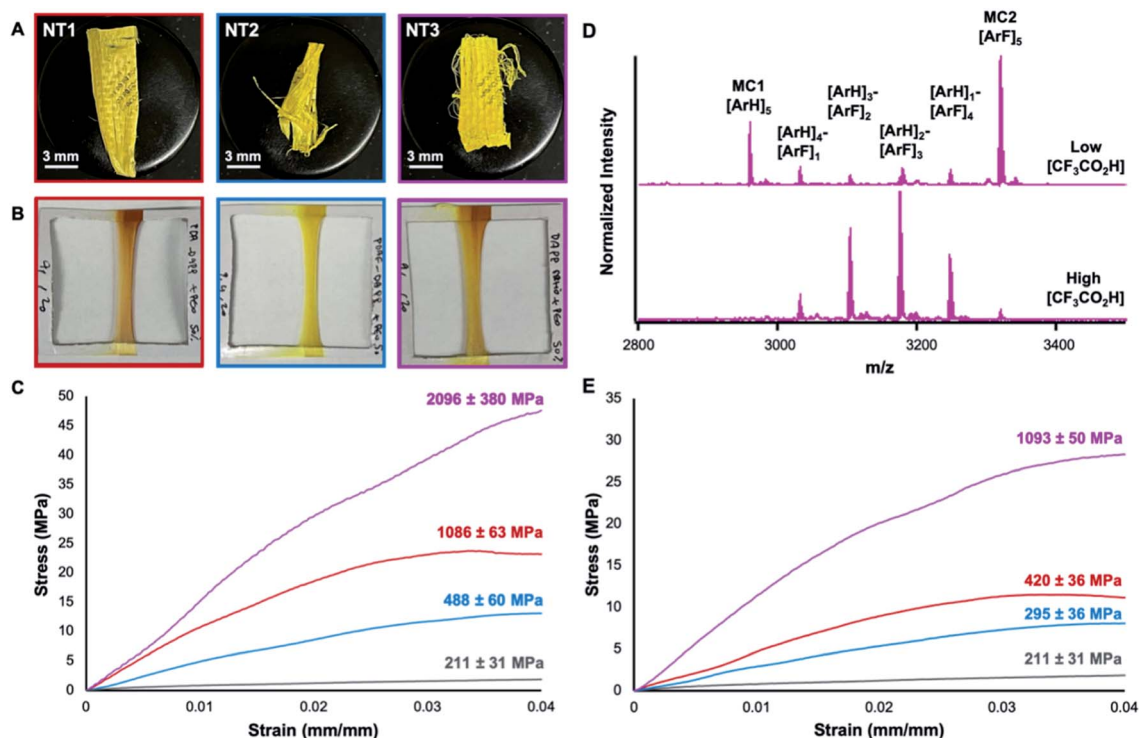 A
NT1
3 mm
NT2
3 mm
NT3
3 mm
B
50%
C
Stress (MPa)
50
45
40
35
30
25
20
15
10
5
0
2096 ± 380 MPa
1086 ± 63 MPa
488 ± 60 MPa
211 ± 31 MPa
0
0.01
0.02
0.03
0.04
Strain (mm/mm)
D
Normalized Intensity
MC1
[ArH]5
[ArH]4-
[ArF]1
[ArH]3-
[ArF]2
[ArH]2-
[ArF]3
[ArH]1-
[ArF]4
MC2
[ArF]5
Low
[CF3CO2H]
High
[CF3CO2H]
2800
3000
3200
3400
m/z
E
Stress (MPa)
35
30
25
20
15
10
5
0
1093 ± 50 MPa
420 ± 36 MPa
295 ± 36 MPa
211 ± 31 MPa
0
0.01
0.02
0.03
0.04
Strain (mm/mm)